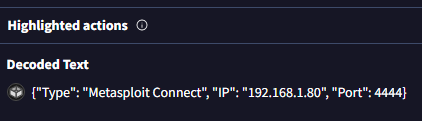 Highlighted actions
Decoded Text
{"Type": "Metasploit Connect", "IP": "192.168.1.80", "Port": 4444}